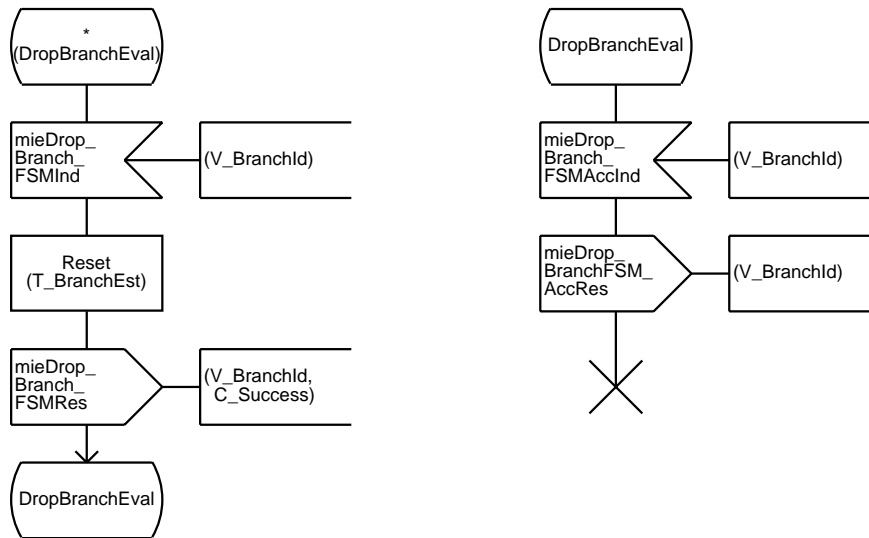 *
(DropBranchEval)
mieDrop_
Branch_
FSMInd
(V_BranchId)
Reset
(T_BranchEst)
mieDrop_
Branch_
FSMRes
(V_BranchId,
C_Success)
DropBranchEval
DropBranchEval
mieDrop_
Branch_
FSMAccInd
(V_BranchId)
mieDrop_
BranchFSM_
AccRes
(V_BranchId)